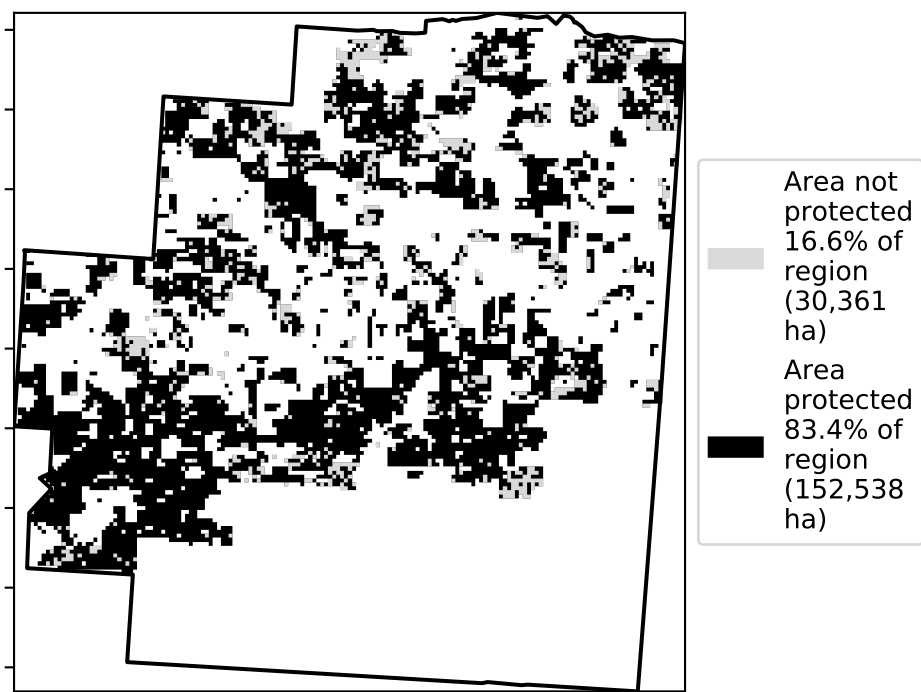 Area not
protected
16.6% of
region
(30,361
ha)
Area
protected
83.4% of
region
(152,538
ha)